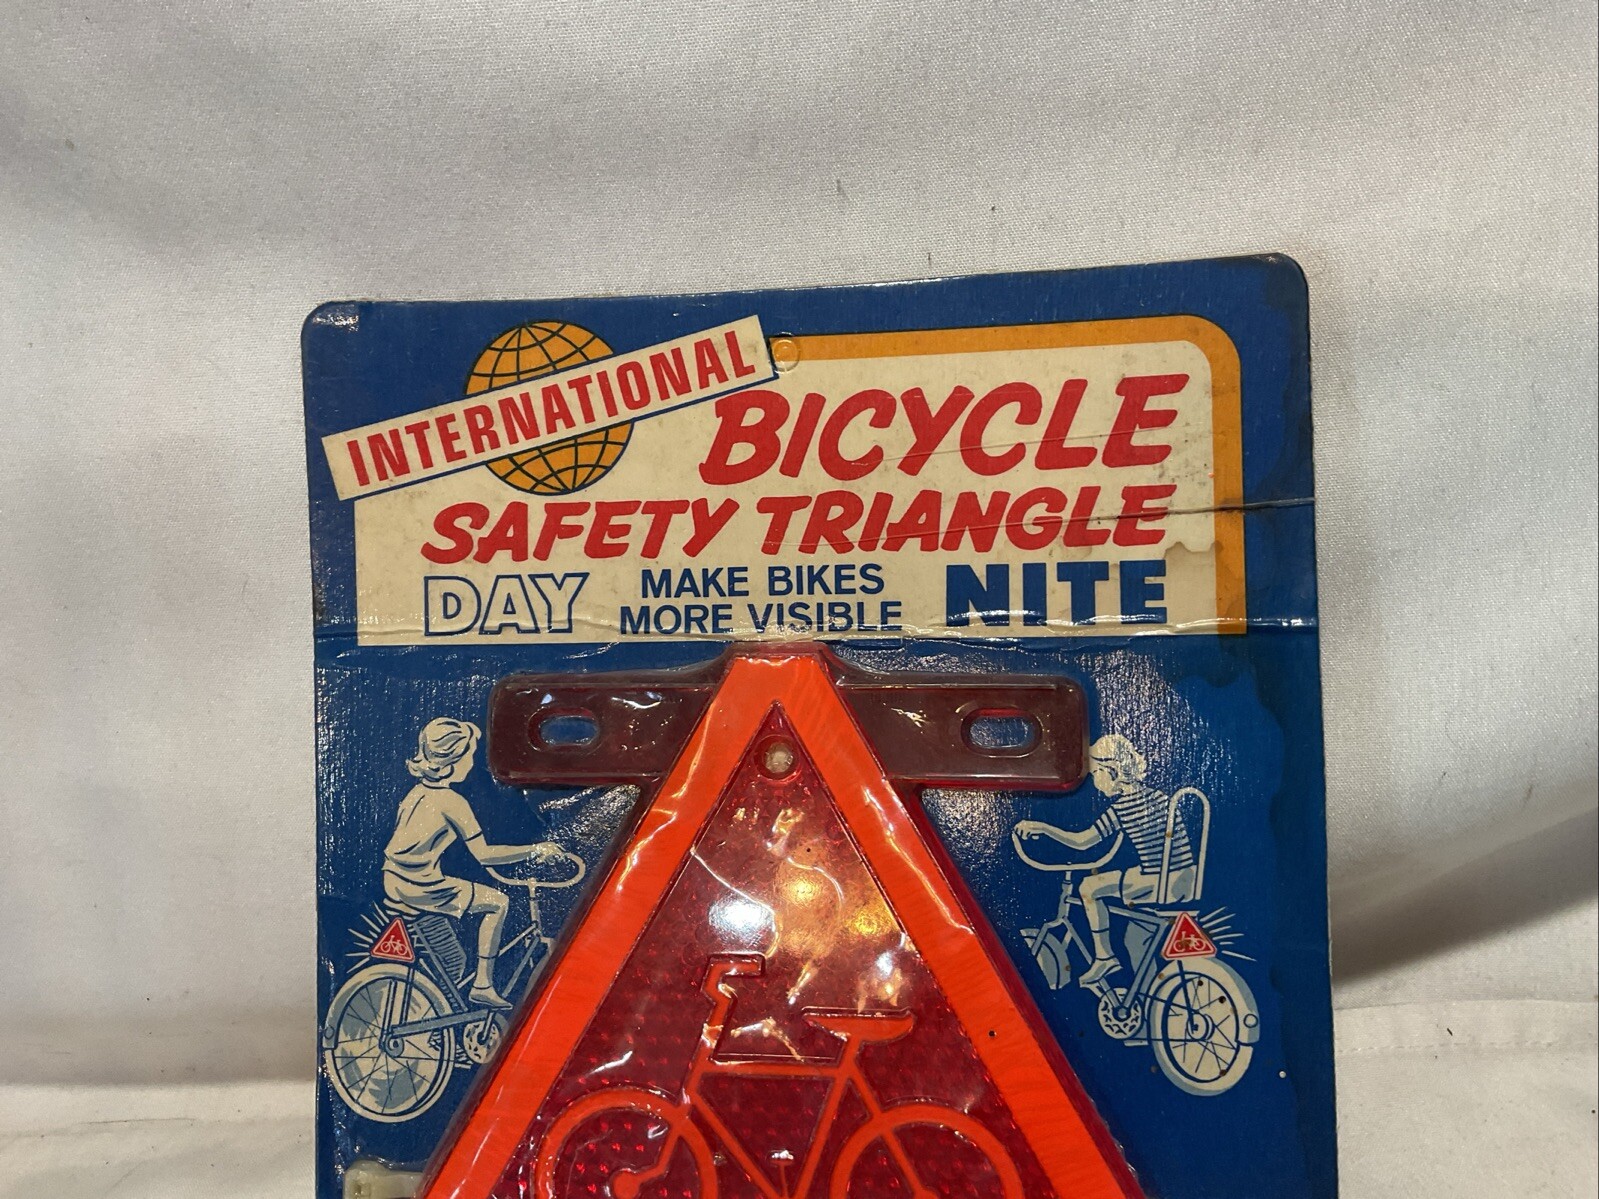 INTERNATIONAL
BICYCLE
SAFETY TRIANGLE
DAY MAKE BIKES MORE VISIBLE NITE